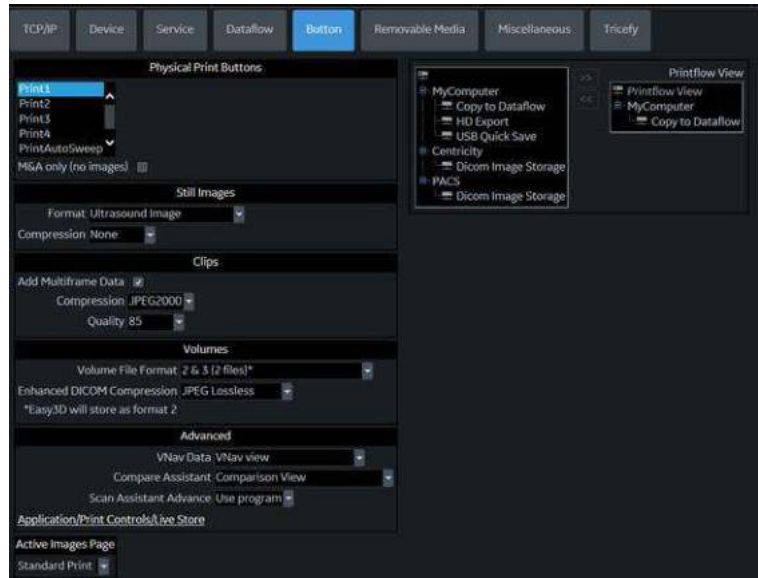 TCP/IP Device Service Dataflow Button Removable Media Miscellaneous Tricefy
Physical Print Buttons
Print1
Print2
Print3
Print4
PrintAutoSweep
M&A only (no images)
Still Images
Format Ultrasound Image
Compression None
Clips
Add Multiframe Data
Compression JPEG2000
Quality 85
Volumes
Volume File Format 2 & 3 (2 files)*
Enhanced DICOM Compression JPEG Lossless
*Easy3D will store as format 2
Advanced
VNav Data VNav view
Compare Assistant Comparison View
Scan Assistant Advance Use program
Application/Print Controls/Live Store
Active Images Page
Standard Print
MyComputer
Copy to Dataflow
HD Export
USB Quick Save
Centricity
Dicom Image Storage
PACS
Dicom Image Storage
>>
<<
Printflow View
Printflow View
MyComputer
Copy to Dataflow